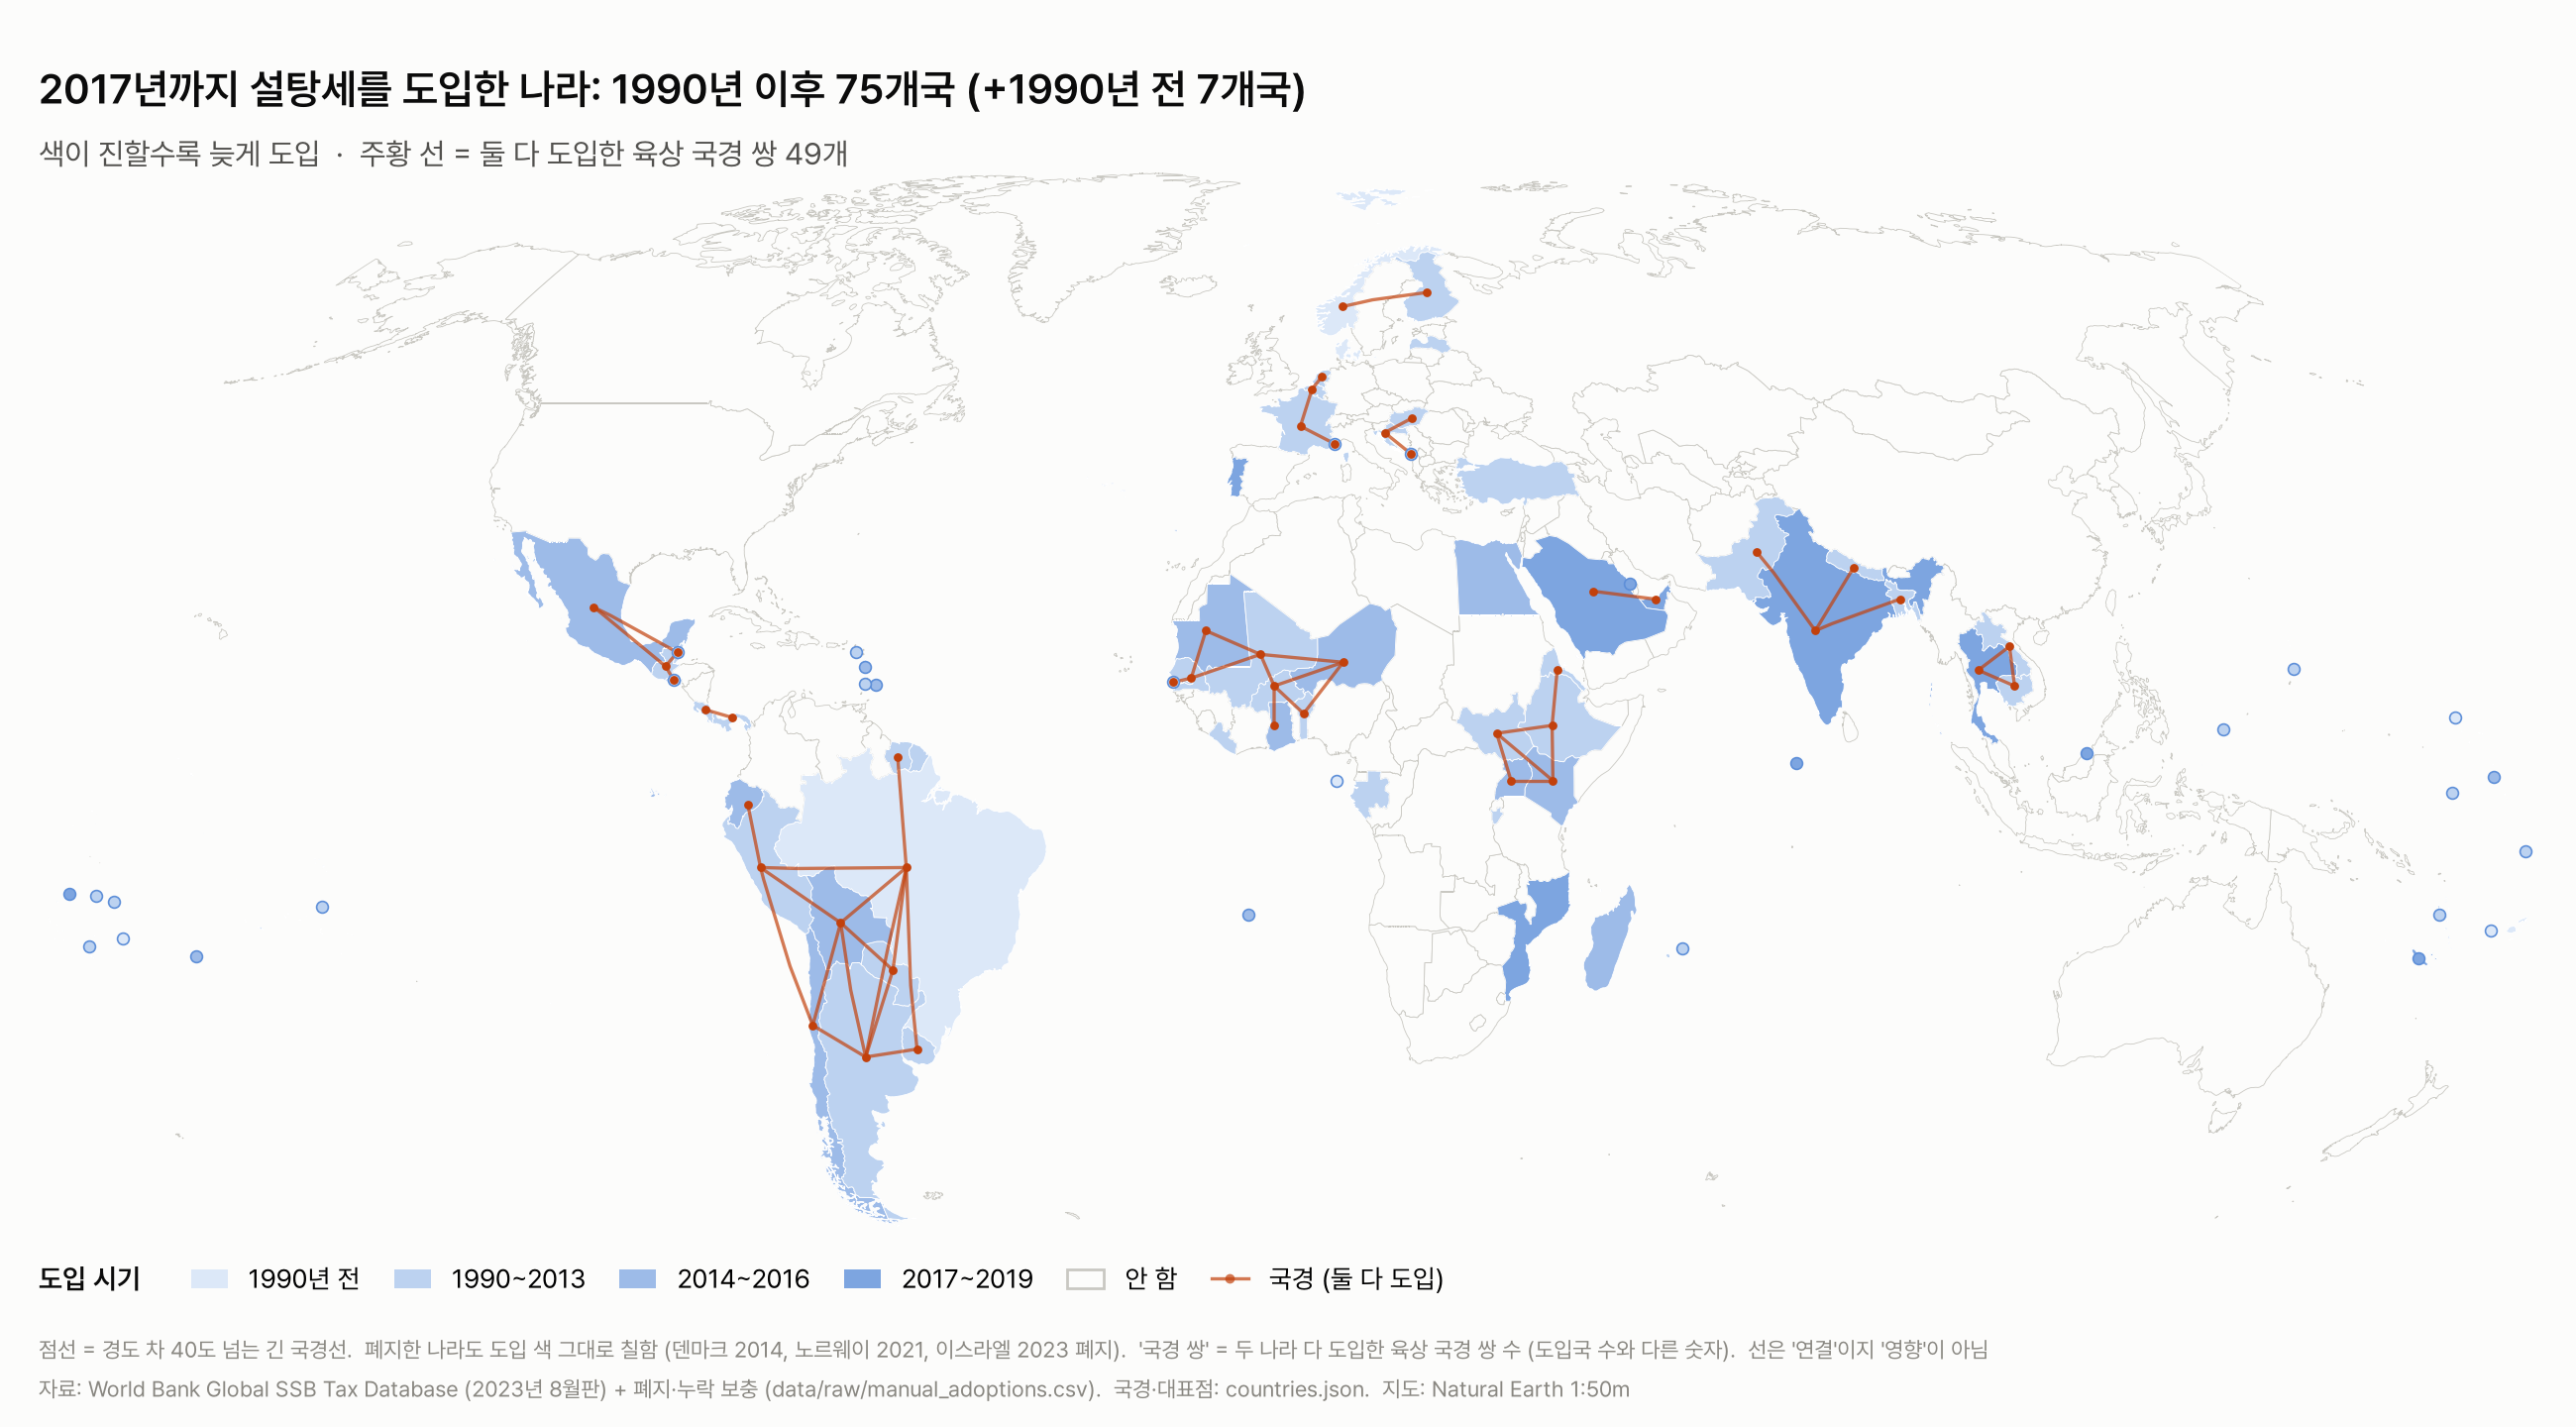 2017년까지 설탕세를 도입한 나라: 1990년 이후 75개국 (+1990년 전 7개국)
색이 진할수록 늦게 도입 · 주황 선 = 둘 다 도입한 육상 국경 쌍 49개
도입 시기 1990년 전 1990~2013 2014~2016 2017~2019 안 함 국경 (둘 다 도입)
점선 = 경도 차 40도 넘는 긴 국경선. 폐지한 나라도 도입 색 그대로 칠함 (덴마크 2014, 노르웨이 2021, 이스라엘 2023 폐지). '국경 쌍' = 두 나라 다 도입한 육상 국경 쌍 수 (도입국 수와 다른 숫자). 선은 '연결'이지 '영향'이 아님
자료: World Bank Global SSB Tax Database (2023년 8월판) + 폐지·누락 보충 (data/raw/manual_adoptions.csv). 국경·대표점: countries.json. 지도: Natural Earth 1:50m